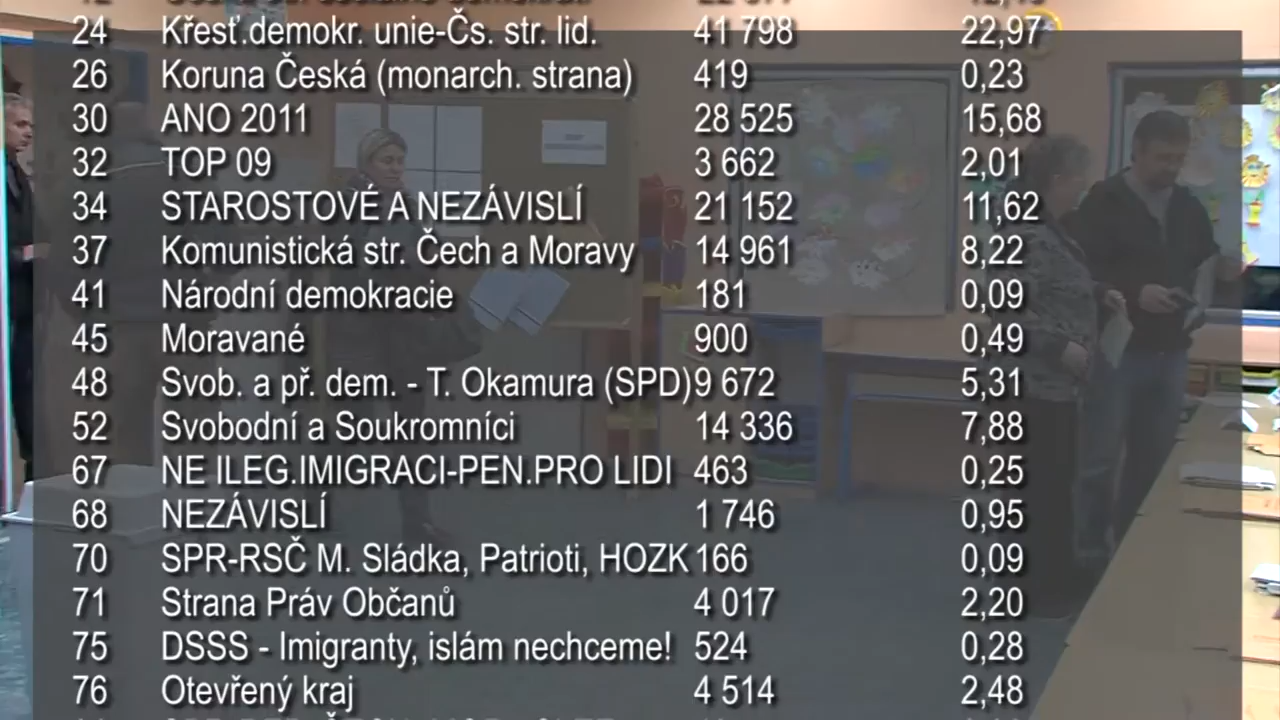 24 Křesť.demokr. unie-Čs. str. lid. 41 798 22,97
26 Koruna Česká (monarch. strana) 419 0,23
30 ANO 2011 28 525 15,68
32 TOP 09 3 662 2,01
34 STAROSTOVÉ A NEZÁVISLÍ 21 152 11,62
37 Komunistická str. Čech a Moravy 14 961 8,22
41 Národní demokracie 181 0,09
45 Moravané 900 0,49
48 Svob. a př. dem. - T. Okamura (SPD) 9 672 5,31
52 Svobodní a Soukromníci 14 336 7,88
67 NE ILEG.IMIGRACI-PEN.PRO LIDI 463 0,25
68 NEZÁVISLÍ 1 746 0,95
70 SPR-RSČ M. Sládka, Patrioti, HOZK 166 0,09
71 Strana Práv Občanů 4 017 2,20
75 DSSS - Imigranty, islám nechceme! 524 0,28
76 Otevřený kraj 4 514 2,48